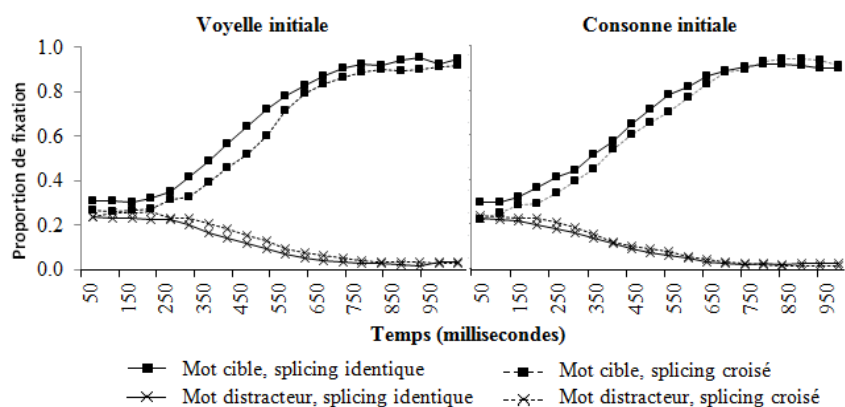 Voyelle initiale
Consonne initiale
Proportion de fixation
1.0
0.8
0.6
0.4
0.2
0.0
50 150 250 350 450 550 650 750 850 950
50 150 250 350 450 550 650 750 850 950
Temps (millisecondes)
Mot cible, splicing identique
Mot cible, splicing croisé
Mot distracteur, splicing identique
Mot distracteur, splicing croisé